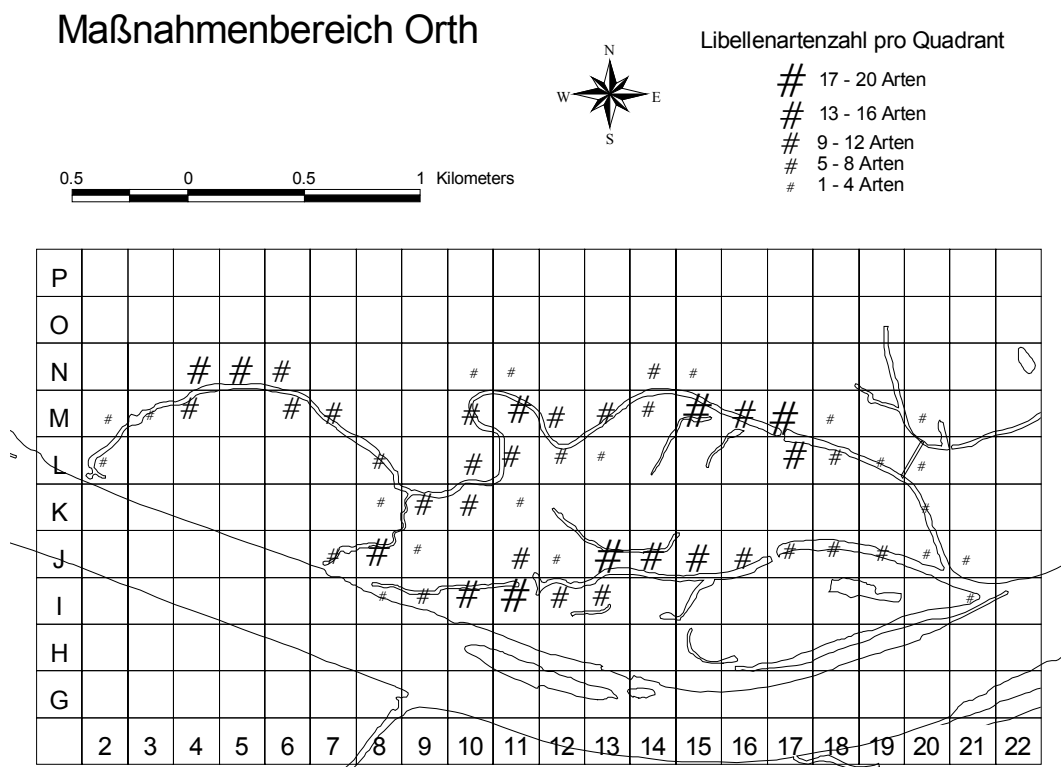 Maßnahmenbereich Orth
N
W E
S
Libellenartenzahl pro Quadrant
# 17 - 20 Arten
# 13 - 16 Arten
# 9 - 12 Arten
# 5 - 8 Arten
# 1 - 4 Arten
0.5 0 0.5 1 Kilometers
P
O
N # # # # # # #
M # # # # # # # # # # # # # #
L # # # # # # # # # #
K # # # # #
J # # # # # # # # # # # # # #
I # # # # # # #
H
G
2 3 4 5 6 7 8 9 10 11 12 13 14 15 16 17 18 19 20 21 22